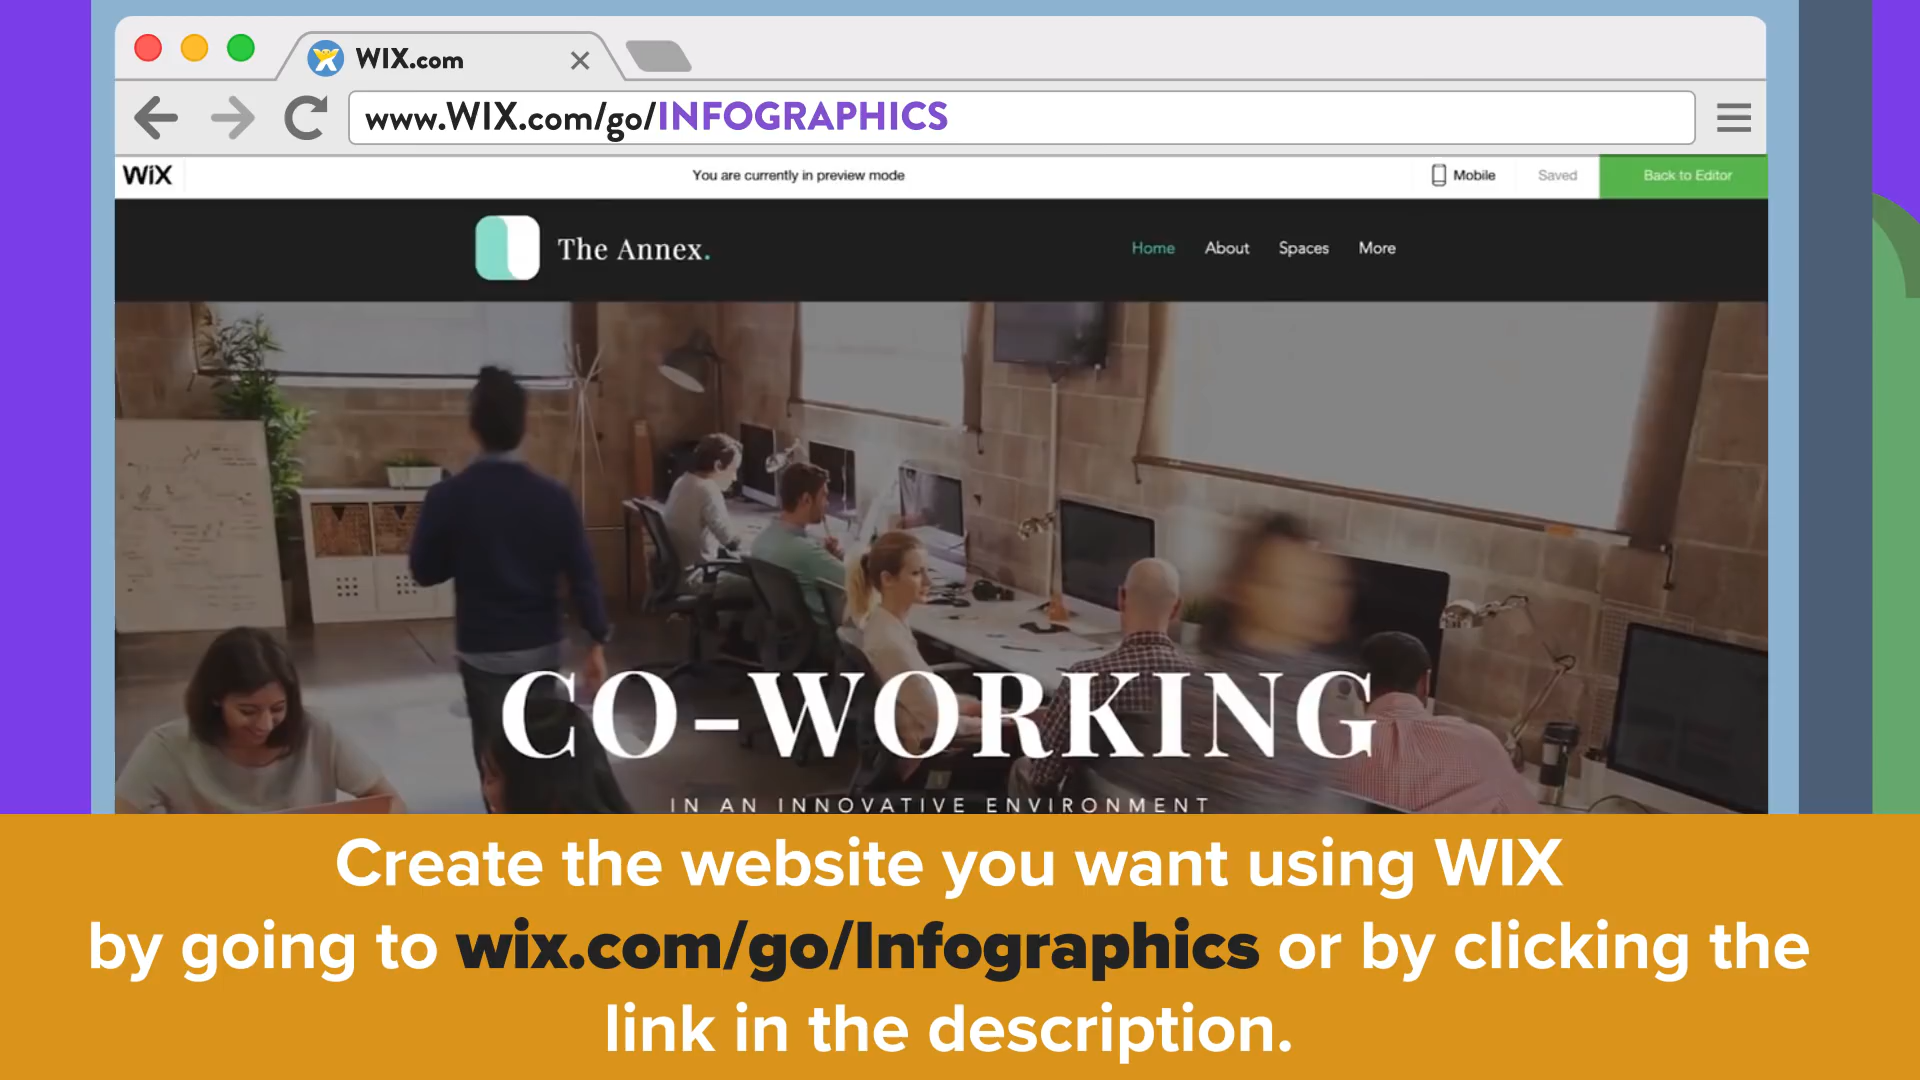 WIX.com
www.WIX.com/go/INFOGRAPHICS
WiX You are currently in preview mode Mobile Saved Back to Editor
The Annex. Home About Spaces More
CO-WORKING
IN AN INNOVATIVE ENVIRONMENT
Create the website you want using WIX
by going to wix.com/go/Infographics or by clicking the
link in the description.